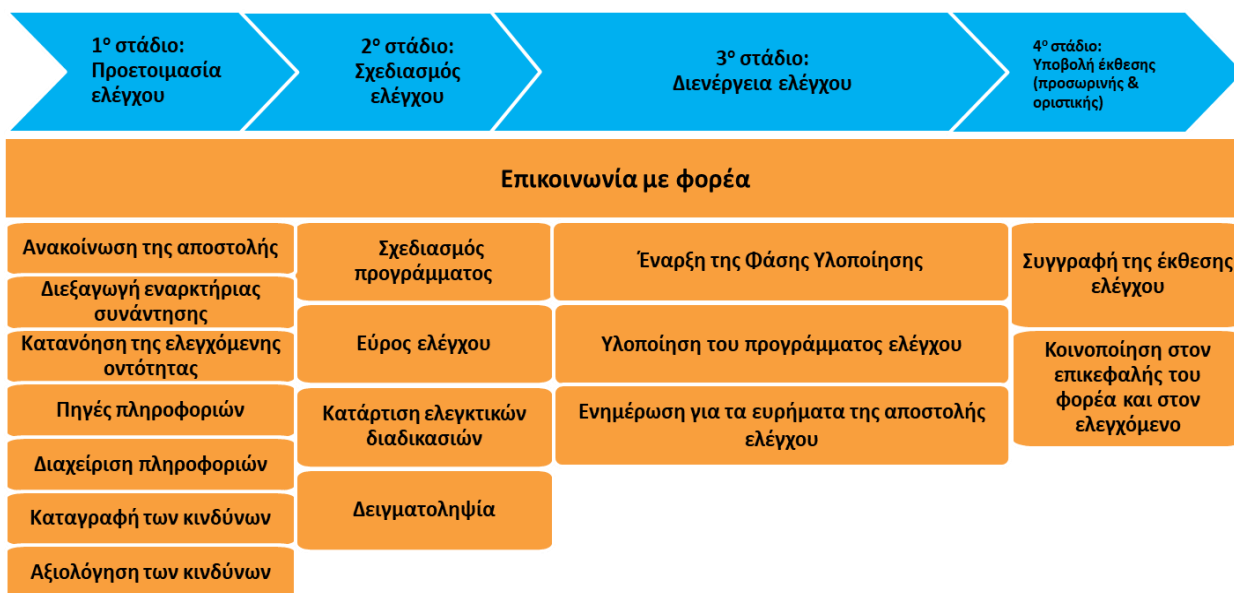 1ο στάδιο:
Προετοιμασία
ελέγχου
2ο στάδιο:
Σχεδιασμός
ελέγχου
3ο στάδιο:
Διενέργεια ελέγχου
4ο στάδιο:
Υποβολή έκθεσης
(προσωρινής &
οριστικής)
Επικοινωνία με φορέα
Ανακοίνωση της αποστολής
Διεξαγωγή εναρκτήριας
συνάντησης
Κατανόηση της ελεγχόμενης
οντότητας
Πηγές πληροφοριών
Διαχείριση πληροφοριών
Καταγραφή των κινδύνων
Αξιολόγηση των κινδύνων
Σχεδιασμός
προγράμματος
Εύρος ελέγχου
Κατάρτιση ελεγκτικών
διαδικασιών
Δειγματοληψία
Έναρξη της Φάσης Υλοποίησης
Υλοποίηση του προγράμματος ελέγχου
Ενημέρωση για τα ευρήματα της αποστολής
ελέγχου
Συγγραφή της έκθεσης
ελέγχου
Κοινοποίηση στον
επικεφαλής του
φορέα και στον
ελεγχόμενο